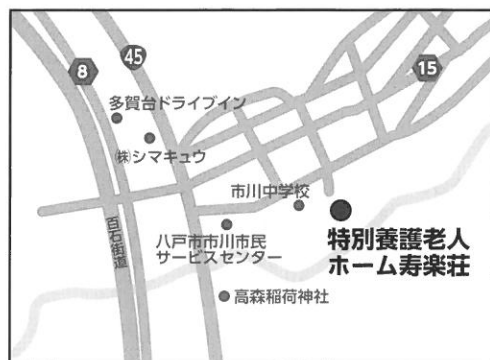 8
45
15
多賀台ドライブイン
㈱シマキュウ
市川中学校
百石街道
八戸市市川市民
サービスセンター
特別養護老人
ホーム寿楽荘
高森稲荷神社